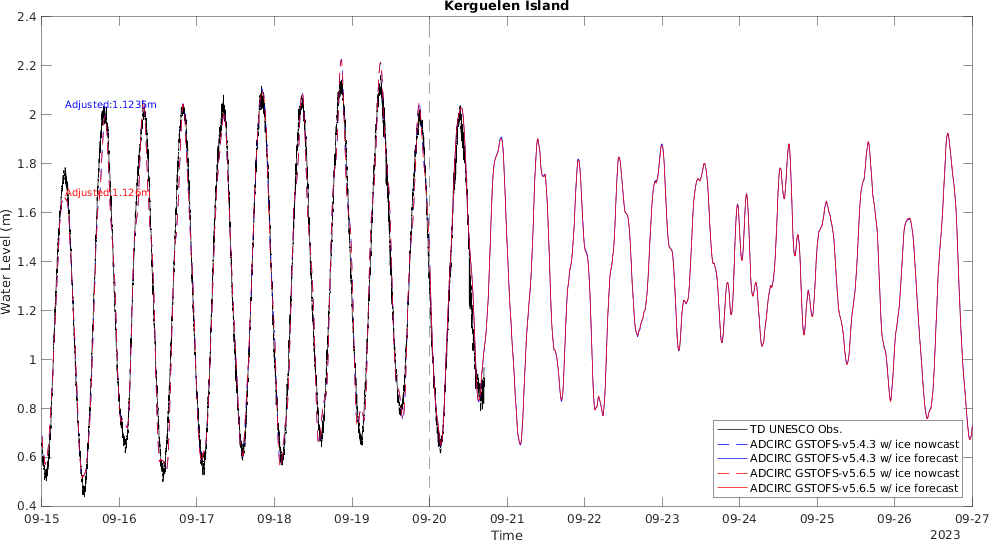 Kerguelen Island
Water Level (m)
2.4
2.2
2
1.8
1.6
1.4
1.2
1
0.8
0.6
0.4
Adjusted:1.1235m
Adjusted:1.126m
TD UNESCO Obs.
ADCIRC GSTOFS-v5.4.3 w/ ice nowcast
ADCIRC GSTOFS-v5.4.3 w/ ice forecast
ADCIRC GSTOFS-v5.6.5 w/ ice nowcast
ADCIRC GSTOFS-v5.6.5 w/ ice forecast
09-15 09-16 09-17 09-18 09-19 09-20 09-21 09-22 09-23 09-24 09-25 09-26 09-27
Time
2023